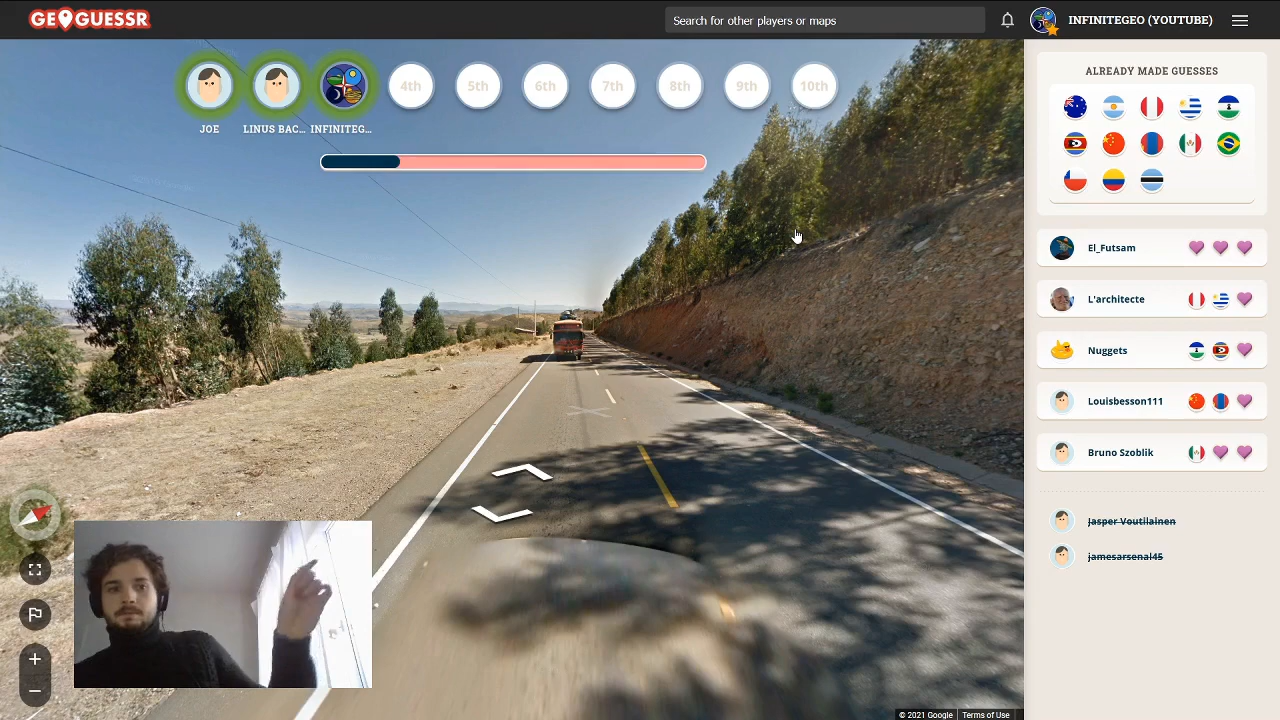 GEOGUESSR
Search for other players or maps
INFINITEGEO (YOUTUBE)
4th
5th
6th
7th
8th
9th
10th
JOE
LINUS BAC...
INFINITEG...
ALREADY MADE GUESSES
El_Futsam
L'architecte
Nuggets
Louisbesson111
Bruno Szoblik
Jasper Voutilainen
jamesarsenal45
© 2021 Google
Terms of Use